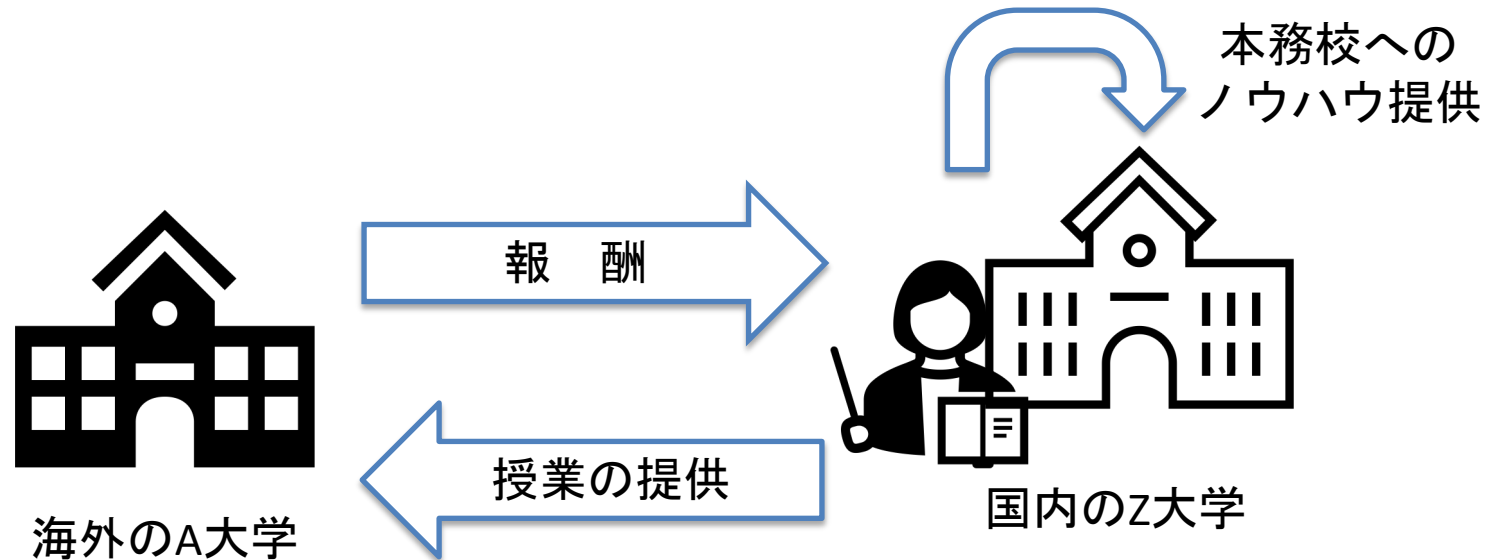 本務校への
ノウハウ提供
報　酬
授業の提供
国内のZ大学
海外のA大学